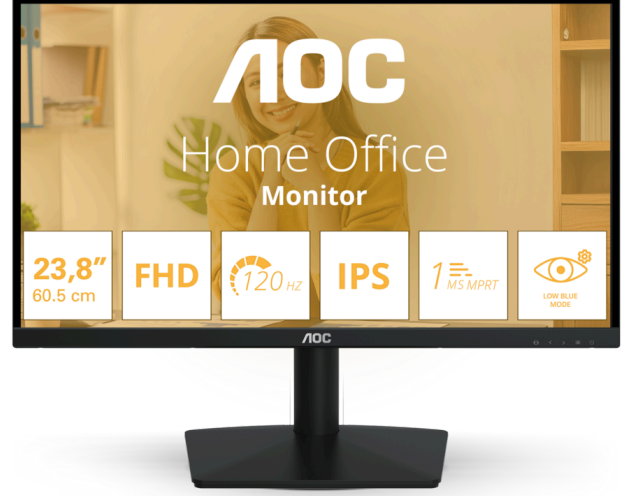 AOC
Home Office
Monitor
23,8″
60.5 cm
FHD
120 HZ
IPS
1 MS MPRT
LOW BLUE
MODE
AOC